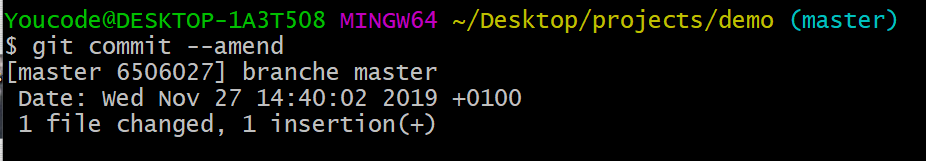 Youcode@DESKTOP-1A3T5O8 MINGW64 ~/Desktop/projects/demo (master)
$ git commit --amend
[master 6506027] branche master
 Date: Wed Nov 27 14:40:02 2019 +0100
 1 file changed, 1 insertion(+)